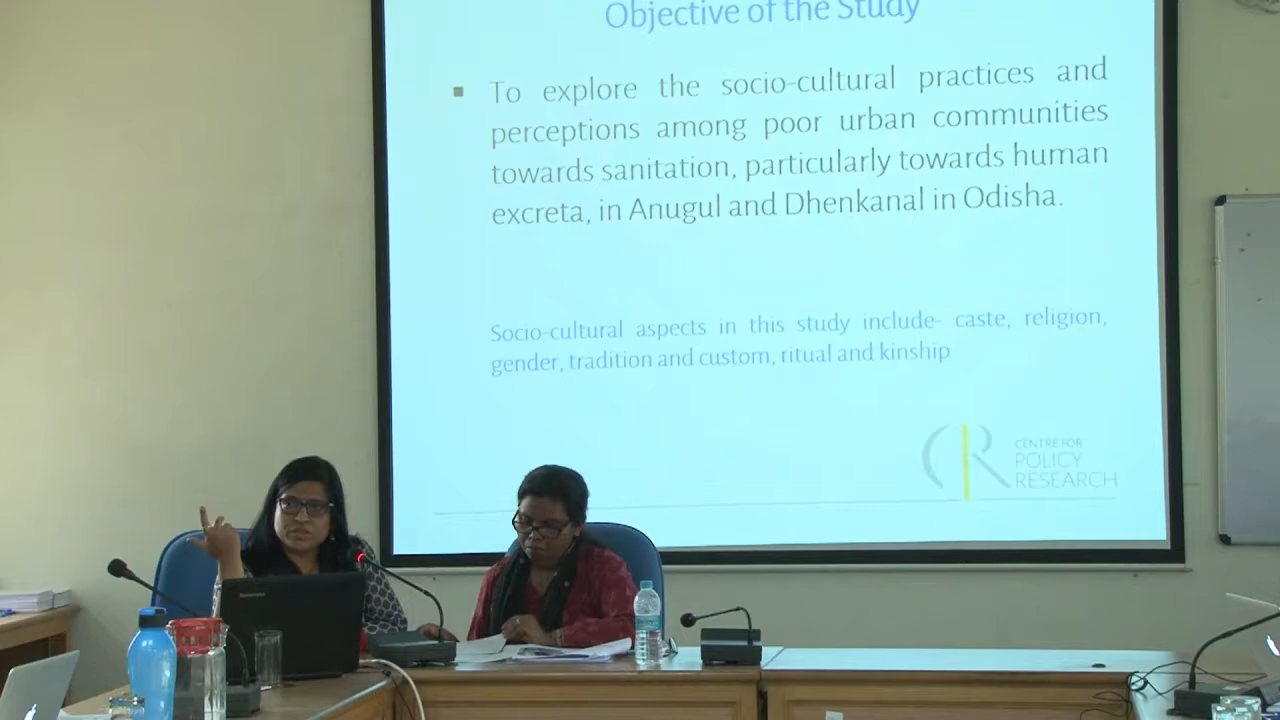 Objective of the Study
To explore the socio-cultural practices and
perceptions among poor urban communities
towards sanitation, particularly towards human
excreta, in Anugul and Dhenkanal in Odisha.
Socio-cultural aspects in this study include- caste, religion,
gender, tradition and custom, ritual and kinship
CENTRE FOR
POLICY
RESEARCH